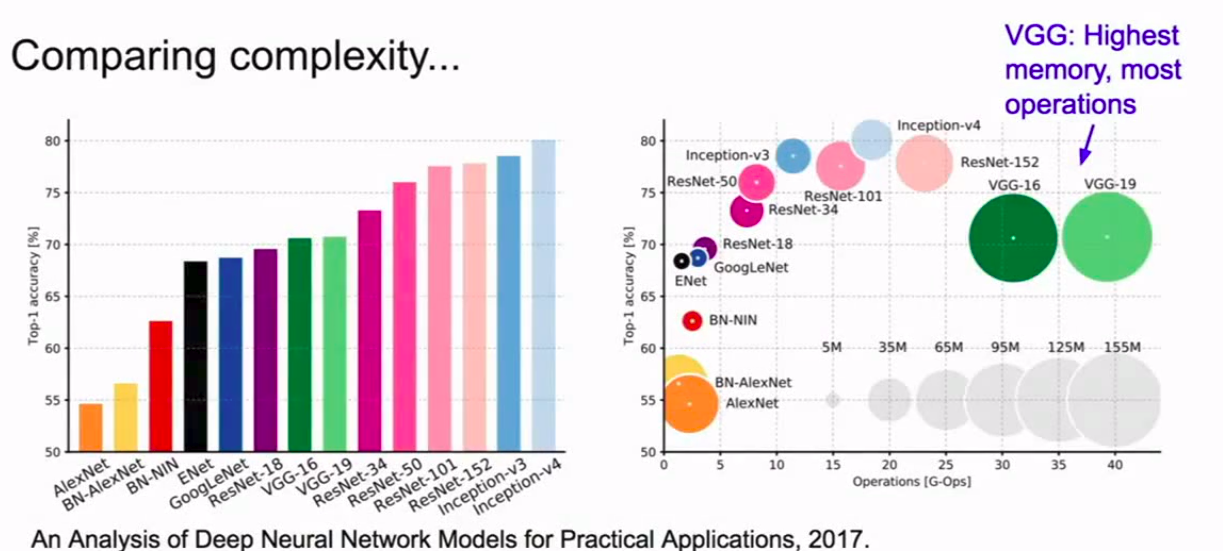 Comparing complexity...
VGG: Highest
memory, most
operations
Top-1 accuracy [%]
80
75
70
65
60
55
50
AlexNet
BN-AlexNet
BN-NIN
ENet
GoogLeNet
ResNet-18
VGG-16
VGG-19
ResNet-34
ResNet-50
ResNet-101
ResNet-152
Inception-v3
Inception-v4
Top-1 accuracy [%]
80
75
70
65
60
55
50
Inception-v4
Inception-v3
ResNet-152
ResNet-50
VGG-16
VGG-19
ResNet-101
ResNet-34
ResNet-18
GoogLeNet
ENet
BN-NIN
5M
35M
65M
95M
125M
155M
BN-AlexNet
AlexNet
0
5
10
15
20
25
30
35
40
Operations [G-Ops]
An Analysis of Deep Neural Network Models for Practical Applications, 2017.